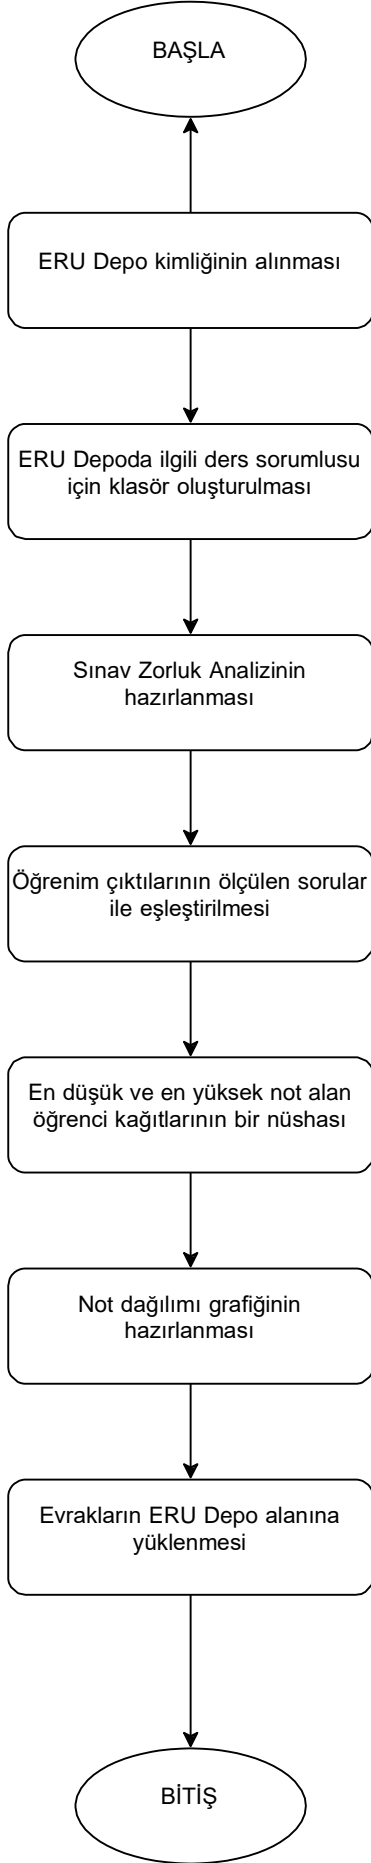 BAŞLA
ERU Depo kimliğinin alınması
ERU Depoda ilgili ders sorumlusu
için klasör oluşturulması
Sınav Zorluk Analizinin
hazırlanması
Öğrenim çıktılarının ölçülen sorular
ile eşleştirilmesi
En düşük ve en yüksek not alan
öğrenci kağıtlarının bir nüshası
Not dağılımı grafiğinin
hazırlanması
Evrakların ERU Depo alanına
yüklenmesi
BİTİŞ